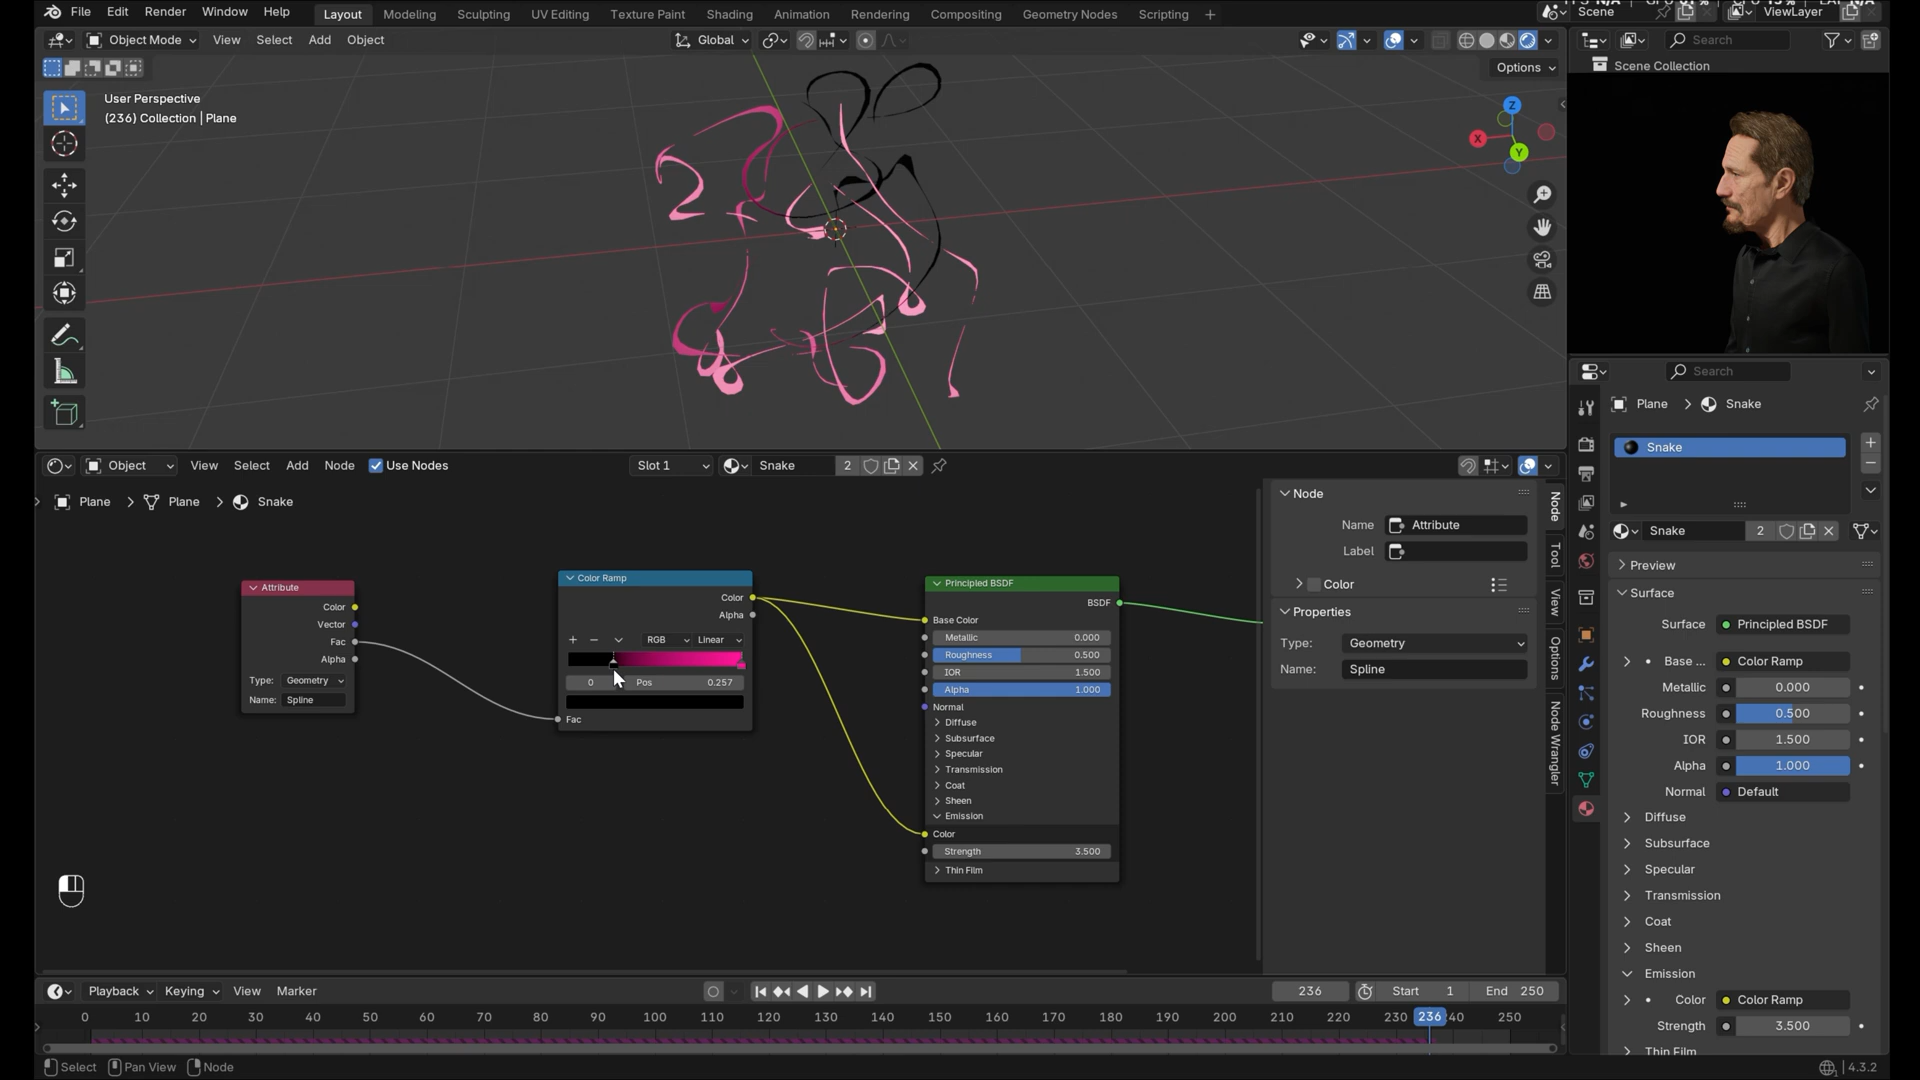 File Edit Render Window Help Layout Modeling Sculpting UV Editing Texture Paint Shading Animation Rendering Compositing Geometry Nodes Scripting + Scene ViewLayer
Object Mode View Select Add Object Global Search
Options
Scene Collection
User Perspective
(236) Collection | Plane
Z
X
Y
Search
Plane > Snake
Snake
Object View Select Add Node Use Nodes Slot 1 Snake 2
Plane > Plane > Snake
Node
Name Attribute
Label
Color
Properties
Type: Geometry
Name: Spline
Node
Tool
View
Options
Node Wrangler
Attribute
Color
Vector
Fac
Alpha
Type: Geometry
Name: Spline
Color Ramp
Color
Alpha
+ − RGB Linear
0 Pos 0.257
Fac
Principled BSDF
BSDF
Base Color
Metallic 0.000
Roughness 0.500
IOR 1.500
Alpha 1.000
Normal
Diffuse
Subsurface
Specular
Transmission
Coat
Sheen
Emission
Color
Strength 3.500
Thin Film
Snake 2
Preview
Surface
Surface Principled BSDF
Base ... Color Ramp
Metallic 0.000
Roughness 0.500
IOR 1.500
Alpha 1.000
Normal Default
Diffuse
Subsurface
Specular
Transmission
Coat
Sheen
Emission
Color Color Ramp
Strength 3.500
Thin Film
Playback Keying View Marker 236 Start 1 End 250
0 10 20 30 40 50 60 70 80 90 100 110 120 130 140 150 160 170 180 190 200 210 220 230 236 40 250
Select Pan View Node 4.3.2